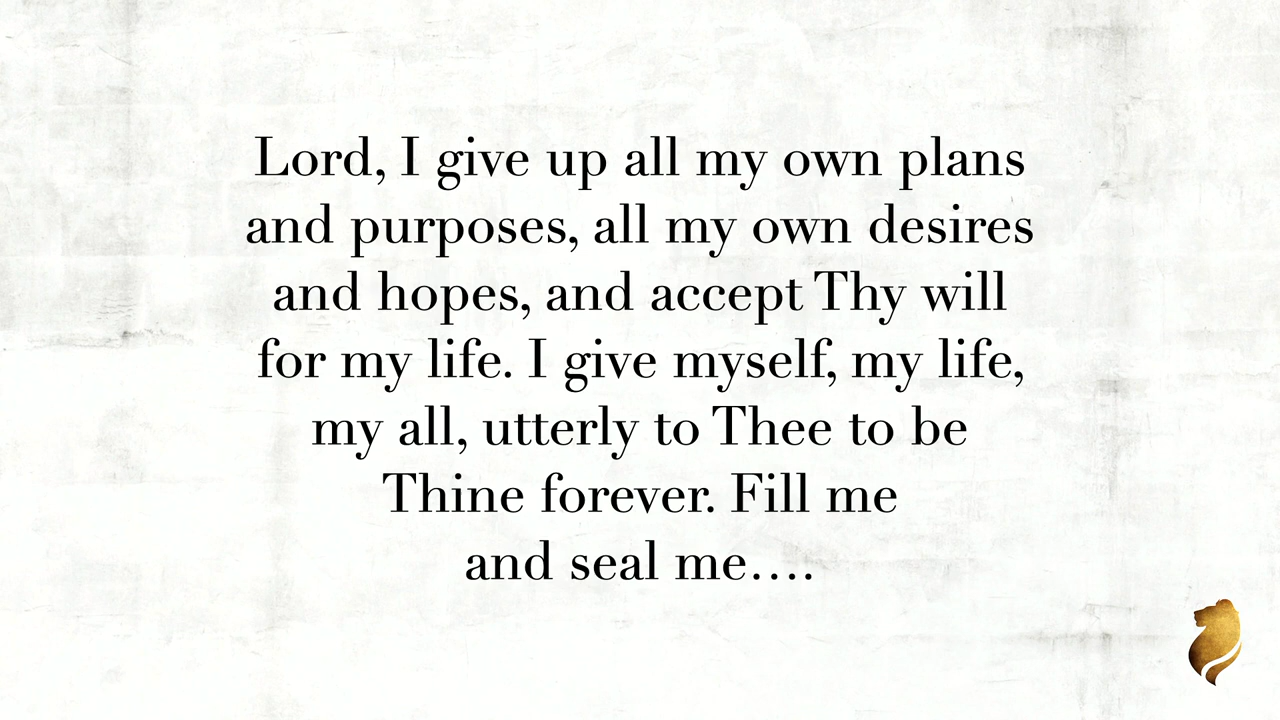 Lord, I give up all my own plans
and purposes, all my own desires
and hopes, and accept Thy will
for my life. I give myself, my life,
my all, utterly to Thee to be
Thine forever. Fill me
and seal me....